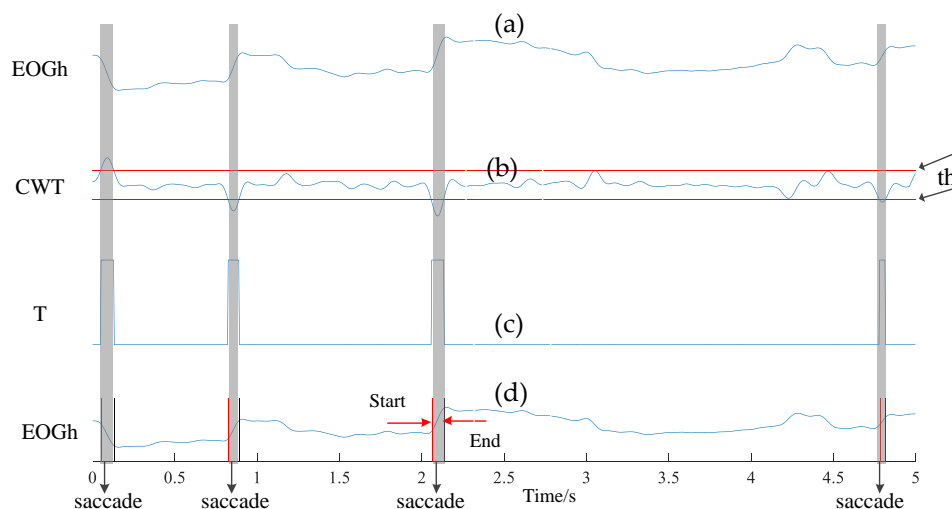 (a)
EOGh
(b)
CWT
th
T
(c)
(d)
Start
EOGh
End
0 0.5 1 1.5 2 2.5 3 3.5 4 4.5 5
saccade saccade saccade Time/s saccade